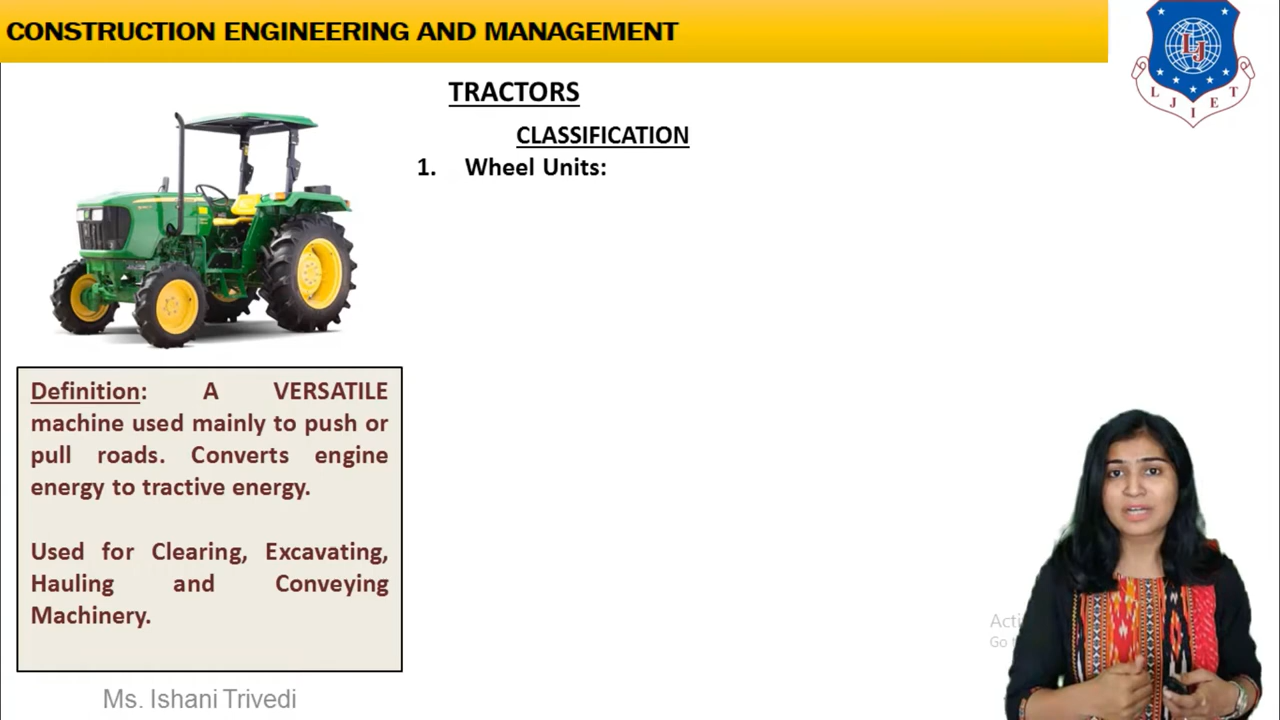 CONSTRUCTION ENGINEERING AND MANAGEMENT
L J I E T
TRACTORS
CLASSIFICATION
1. Wheel Units:
Definition: A VERSATILE
machine used mainly to push or
pull roads. Converts engine
energy to tractive energy.
Used for Clearing, Excavating,
Hauling and Conveying
Machinery.
Ms. Ishani Trivedi